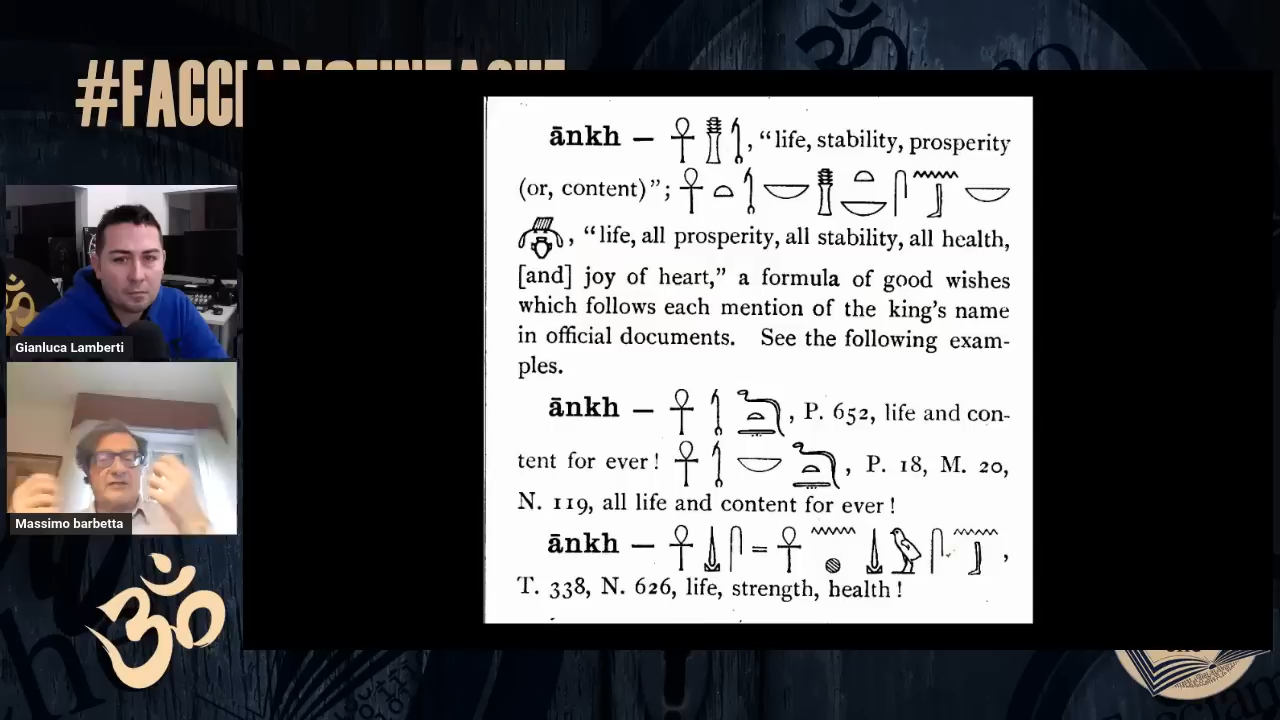 #FACCI
Gianluca Lamberti
Massimo barbetta
ānkh — 𓋹 𓊽 𓌀, “life, stability, prosperity
(or, content)”; 𓋹 𓏏 𓌀 𓎟 𓊽 𓏏 𓎟 𓋴 𓈖 𓃀 𓎟
, “life, all prosperity, all stability, all health,
[and] joy of heart,” a formula of good wishes
which follows each mention of the king’s name
in official documents. See the following exam-
ples.
ānkh — 𓋹 𓌀 𓆓 𓏏 𓇾, P. 652, life and con-
tent for ever! 𓋹 𓌀 𓎟 𓆓 𓏏 𓇾, P. 18, M. 20,
N. 119, all life and content for ever!
ānkh — 𓋹 𓍑 𓋴 = 𓋹 𓈖 𓐍 𓍑 𓅱 𓋴 𓈖 𓃀,
T. 338, N. 626, life, strength, health!